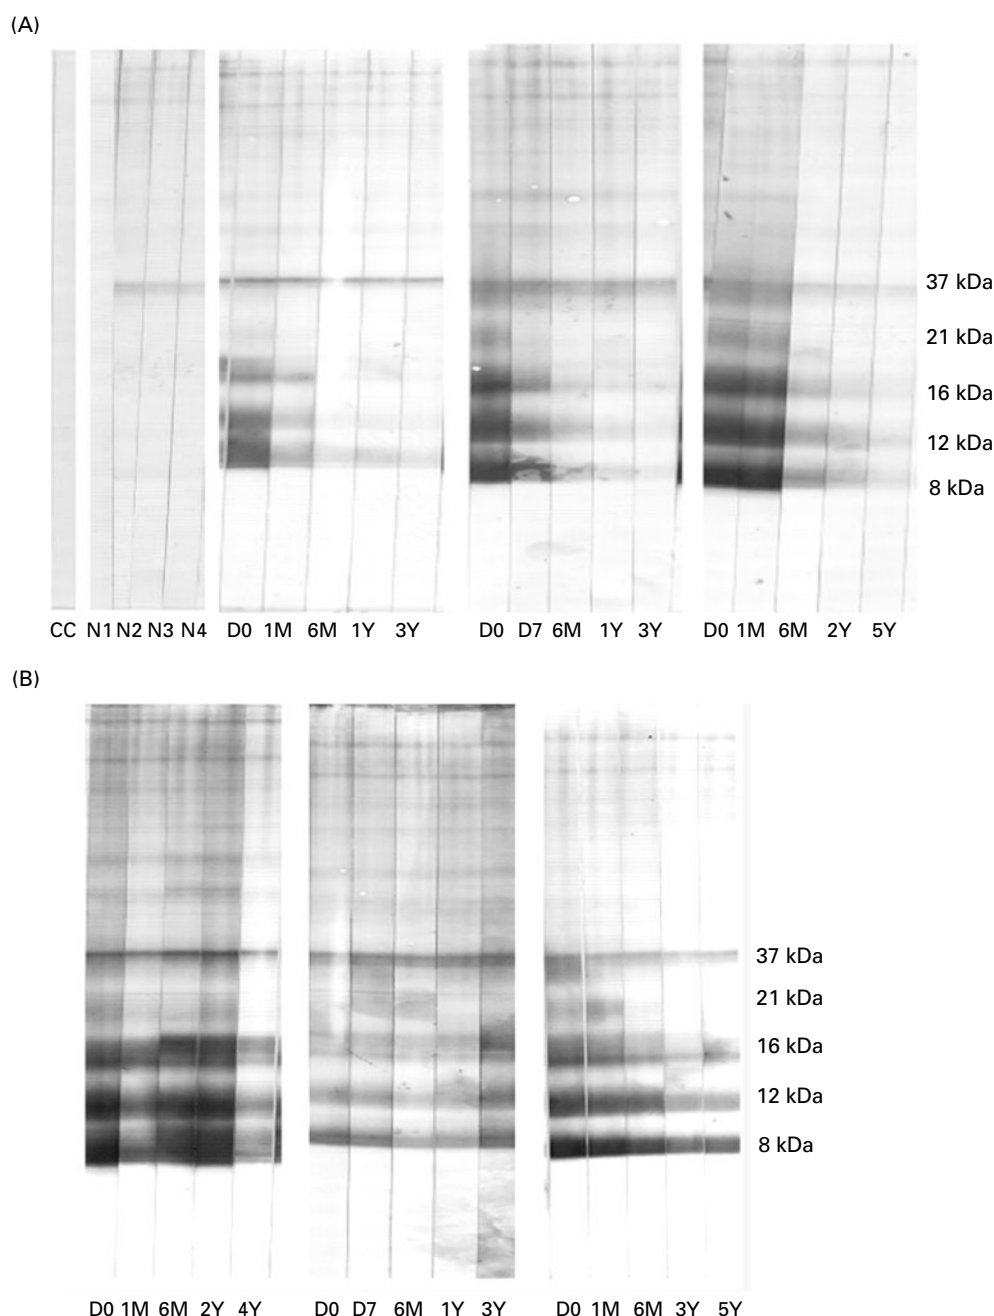 (A)
37 kDa
21 kDa
16 kDa
12 kDa
8 kDa
CC N1 N2 N3 N4 D0 1M 6M 1Y 3Y D0 D7 6M 1Y 3Y D0 1M 6M 2Y 5Y
(B)
37 kDa
21 kDa
16 kDa
12 kDa
8 kDa
D0 1M 6M 2Y 4Y D0 D7 6M 1Y 3Y D0 1M 6M 3Y 5Y